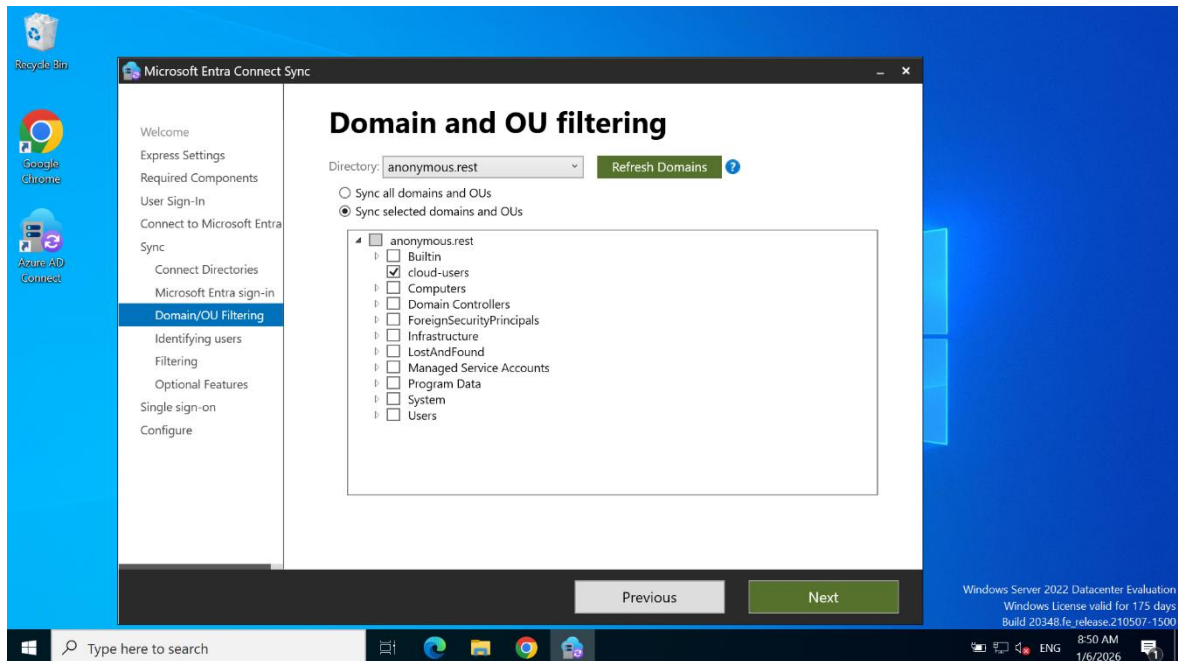 Recycle Bin
Google
Chrome
Azure AD
Connect
Microsoft Entra Connect Sync
Welcome
Express Settings
Required Components
User Sign-In
Connect to Microsoft Entra
Sync
Connect Directories
Microsoft Entra sign-in
Domain/OU Filtering
Identifying users
Filtering
Optional Features
Single sign-on
Configure
Domain and OU filtering
Directory: anonymous.rest
Refresh Domains
?
Sync all domains and OUs
Sync selected domains and OUs
anonymous.rest
Builtin
cloud-users
Computers
Domain Controllers
ForeignSecurityPrincipals
Infrastructure
LostAndFound
Managed Service Accounts
Program Data
System
Users
Previous
Next
Windows Server 2022 Datacenter Evaluation
Windows License valid for 175 days
Build 20348.fe_release.210507-1500
Type here to search
ENG
8:50 AM
1/6/2026
1